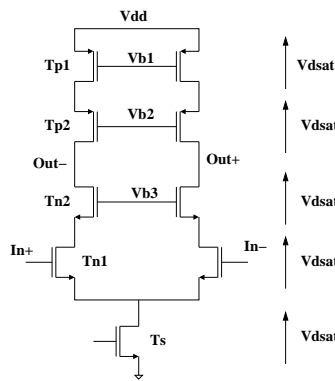 Vdd
Tp1 Vb1 Vdsat
Tp2 Vb2 Vdsat
Out− Out+
Tn2 Vb3 Vdsat
In+ In−
Tn1 Vdsat
Ts Vdsat